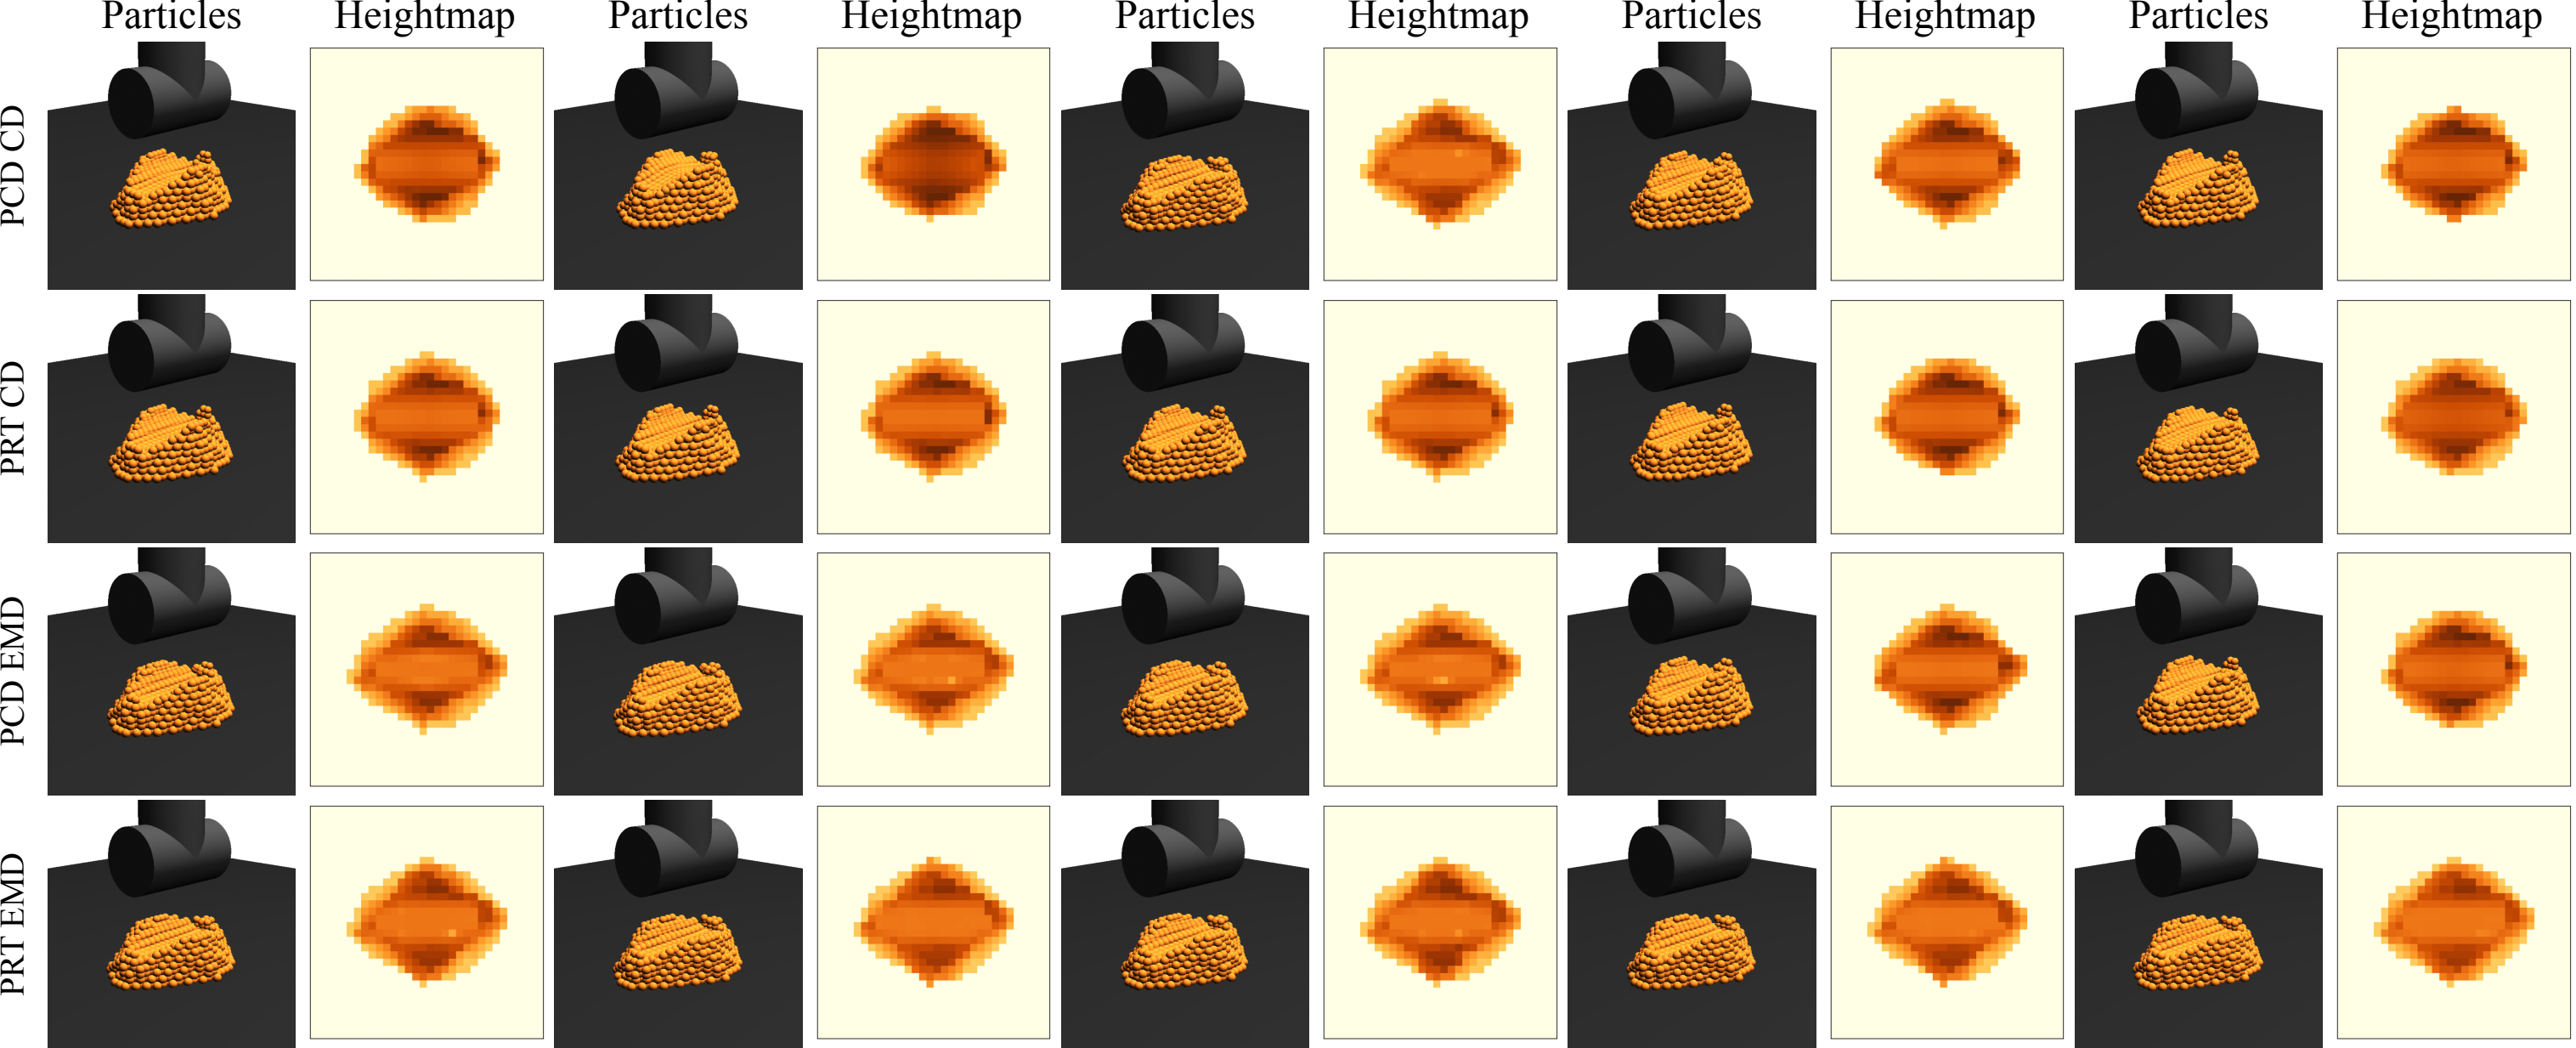 Particles Heightmap Particles Heightmap Particles Heightmap Particles Heightmap Particles Heightmap
PCD CD
PRT CD
PCD EMD
PRT EMD